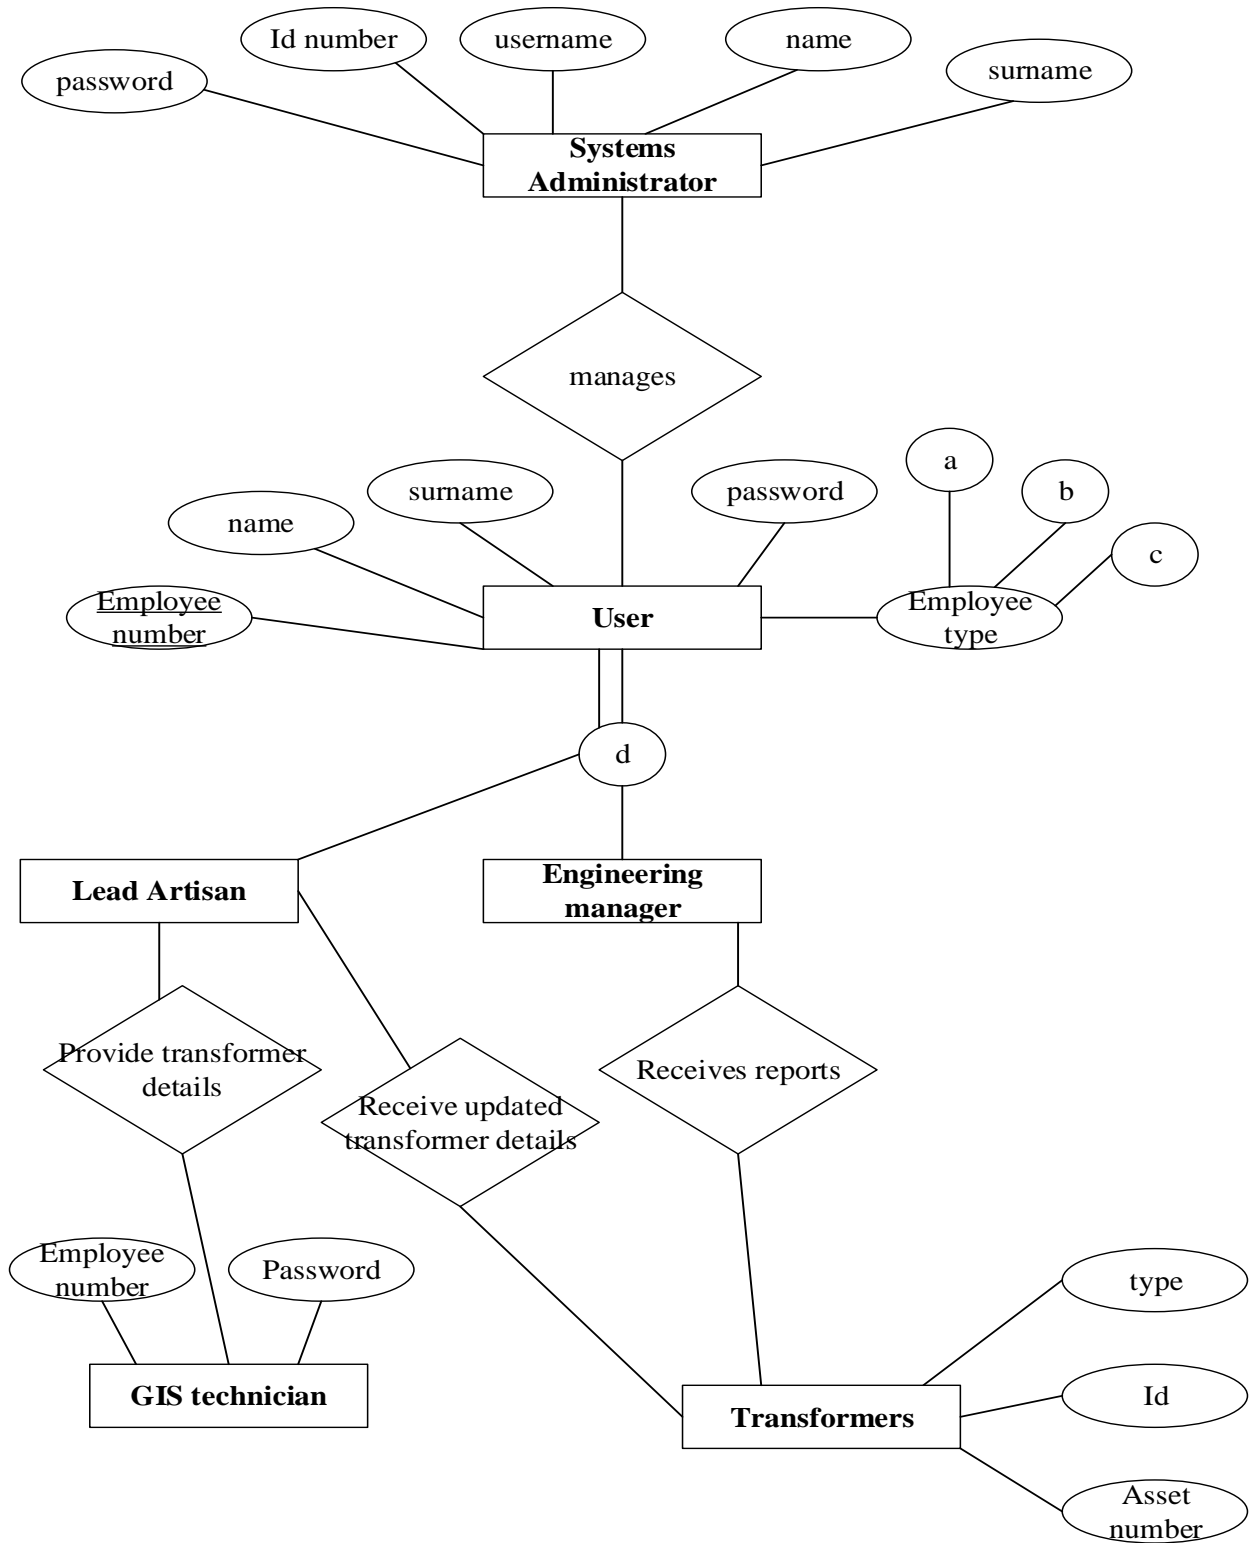 Id number
username
name
password
surname
Systems
Administrator
manages
a
surname
password
b
name
c
Employee
number
User
Employee
type
d
Lead Artisan
Engineering
manager
Provide transformer
details
Receive updated
transformer details
Receives reports
Employee
number
Password
type
GIS technician
Id
Transformers
Asset
number